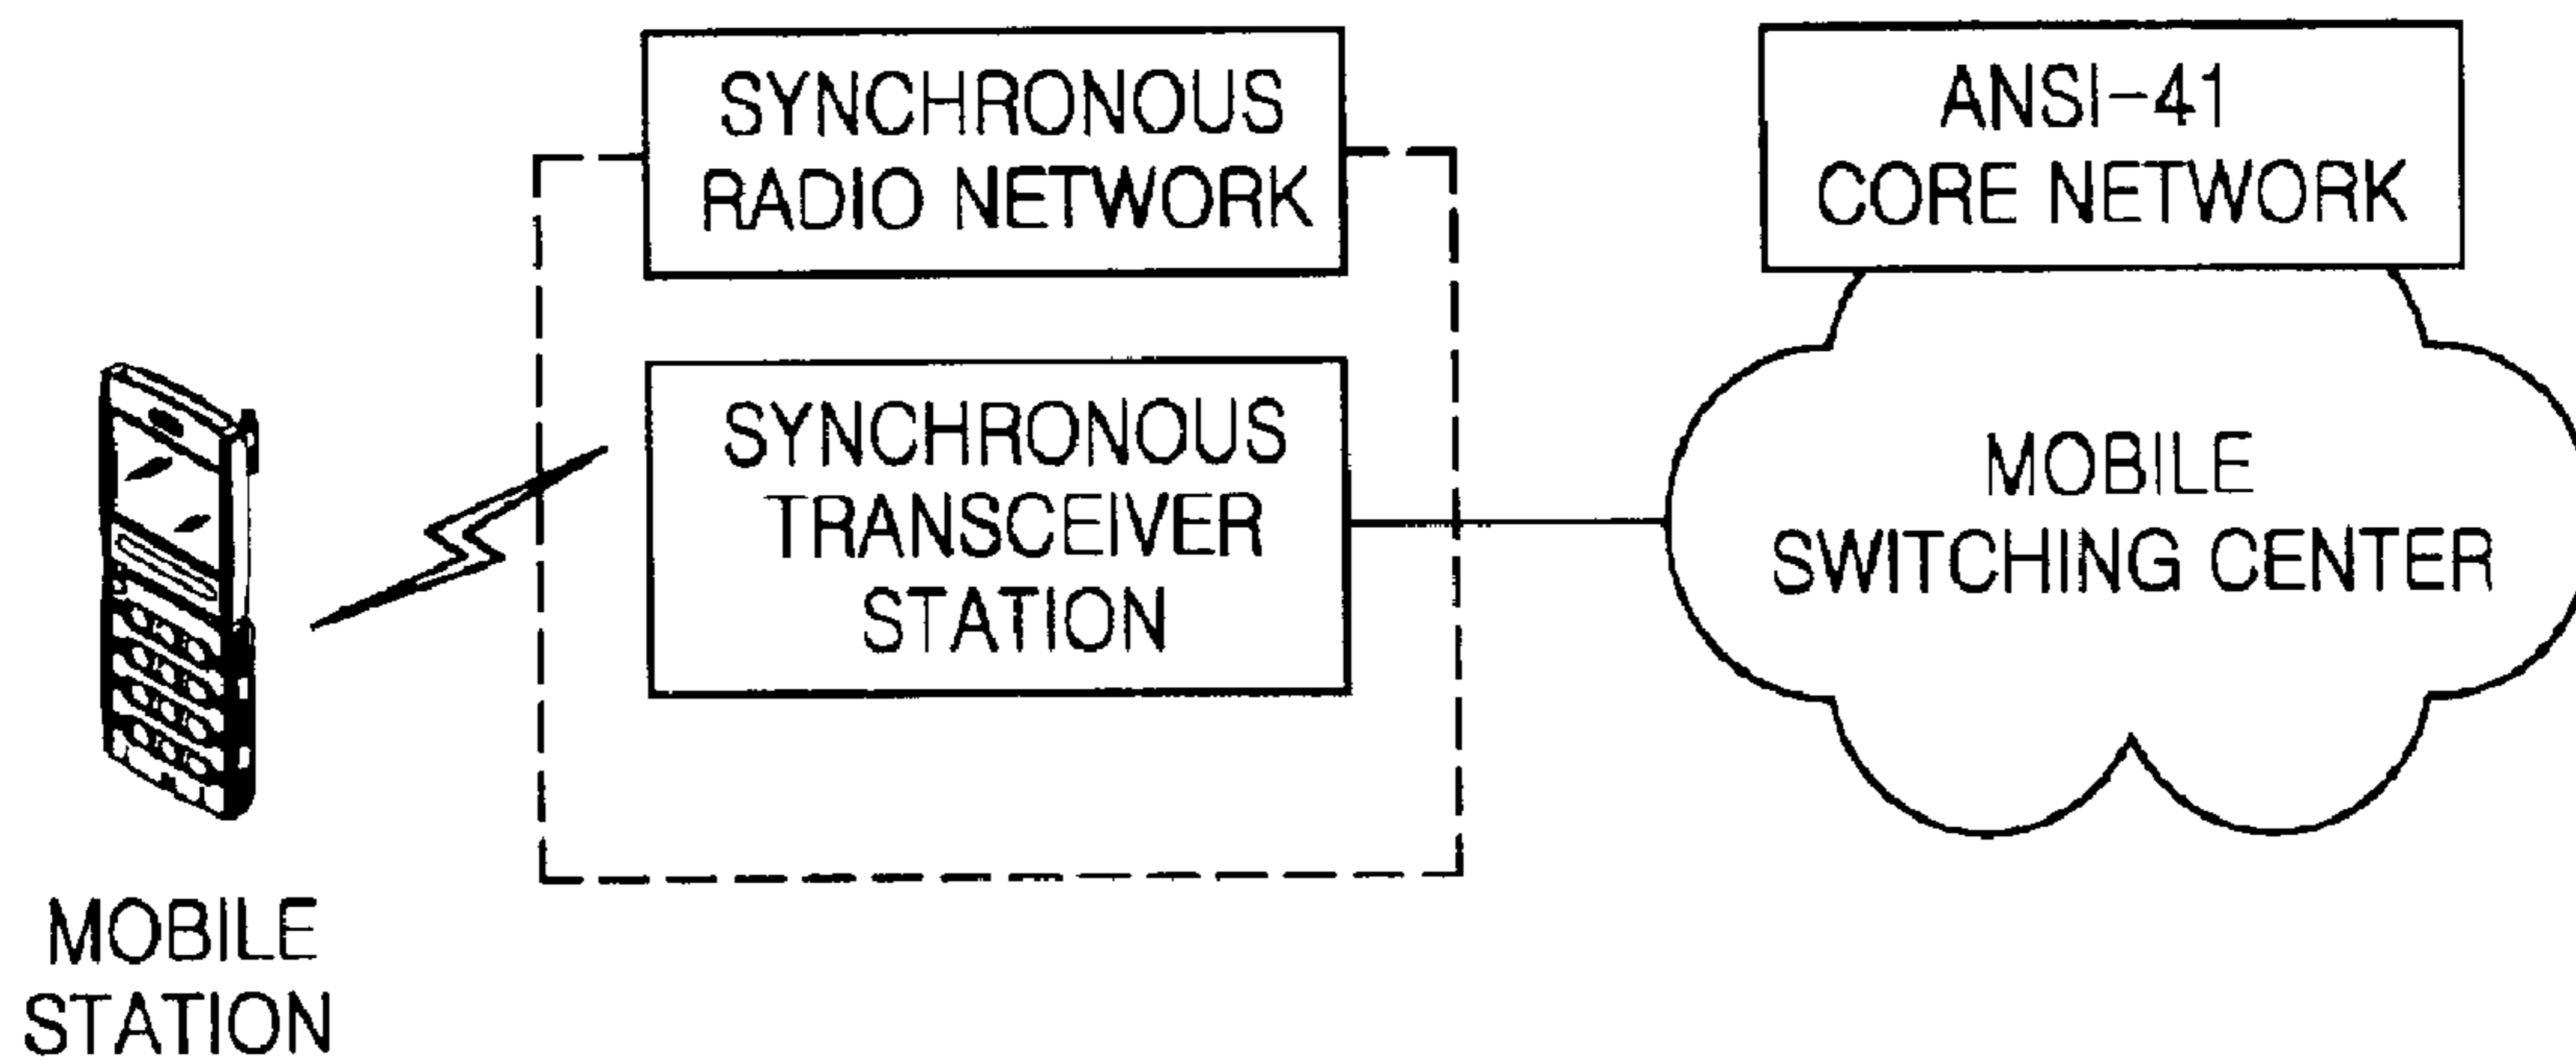 SYNCHRONOUS
RADIO NETWORK
ANSI-41
CORE NETWORK
SYNCHRONOUS
TRANSCEIVER
STATION
MOBILE
SWITCHING CENTER
MOBILE
STATION